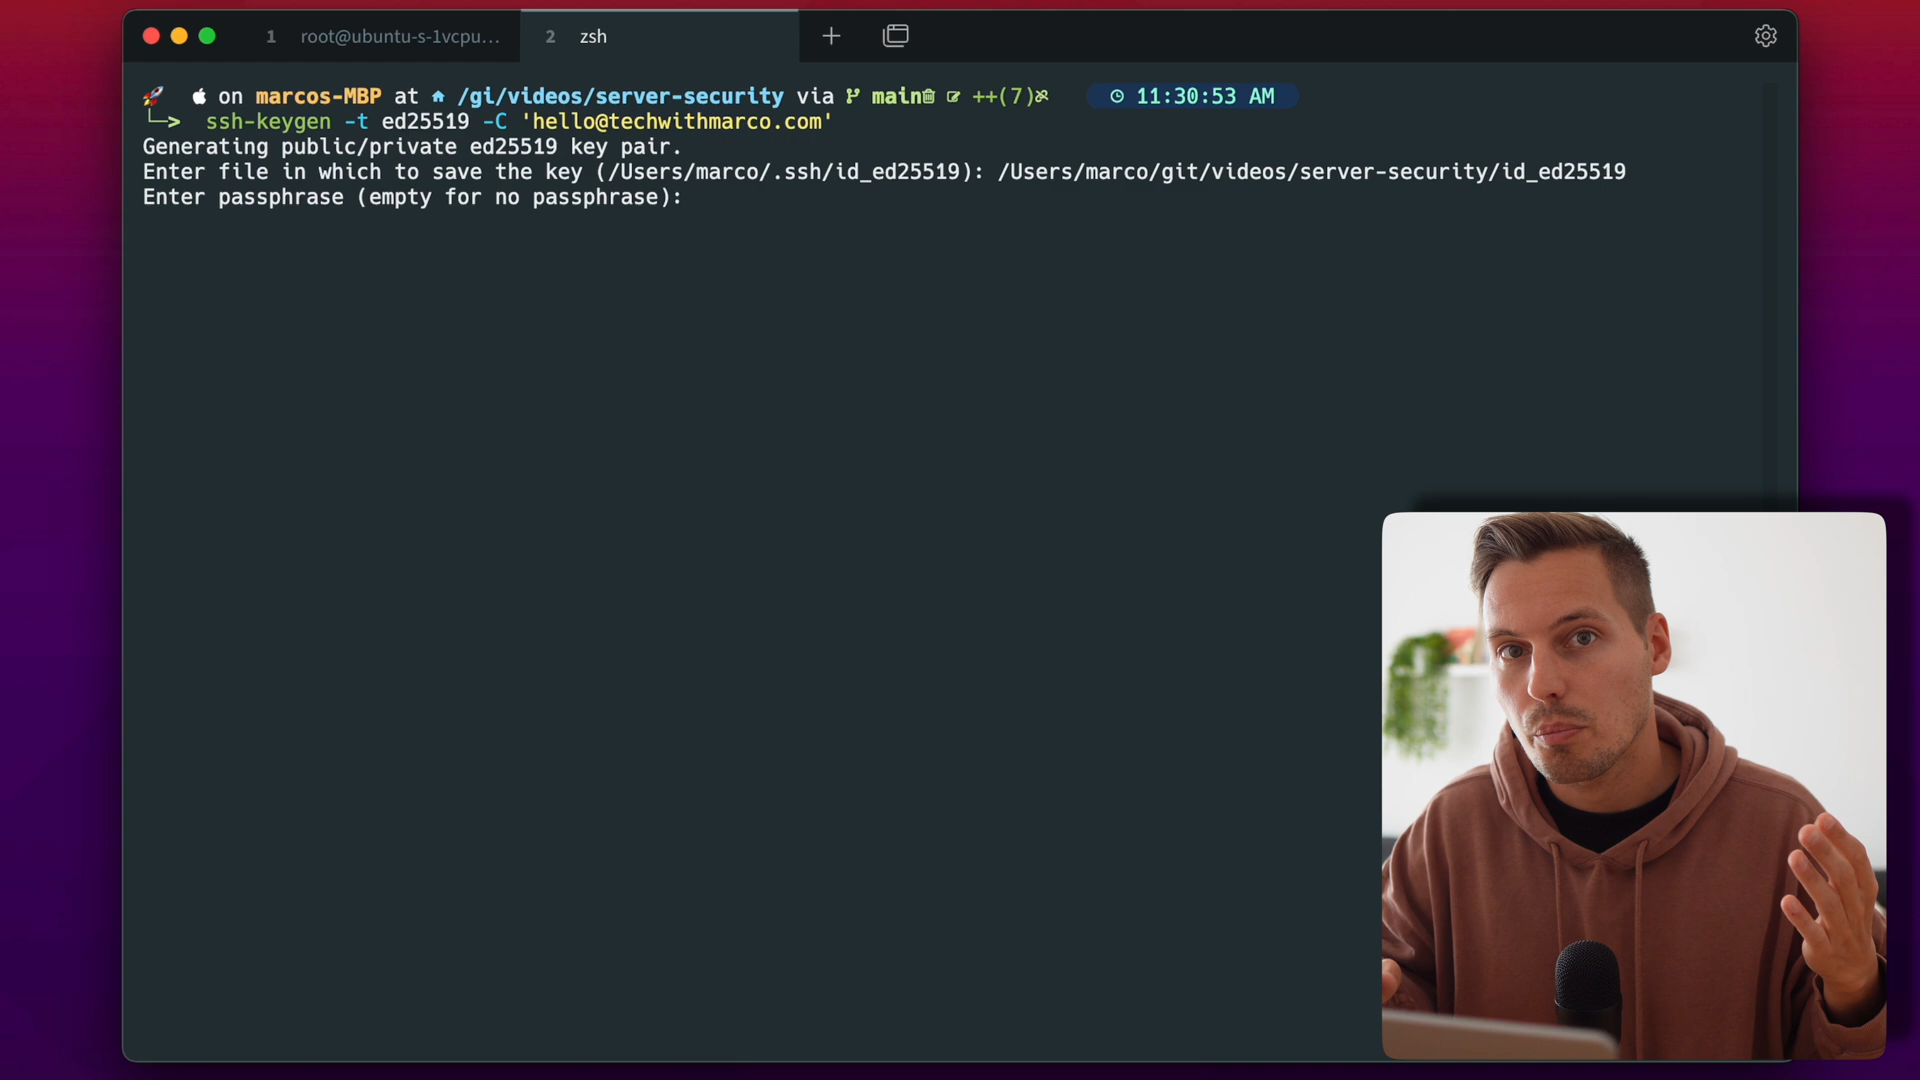 1 root@ubuntu-s-1vcpu... 2 zsh
on marcos-MBP at /gi/videos/server-security via main ++(7) 11:30:53 AM
ssh-keygen -t ed25519 -C 'hello@techwithmarco.com'
Generating public/private ed25519 key pair.
Enter file in which to save the key (/Users/marco/.ssh/id_ed25519): /Users/marco/git/videos/server-security/id_ed25519
Enter passphrase (empty for no passphrase):